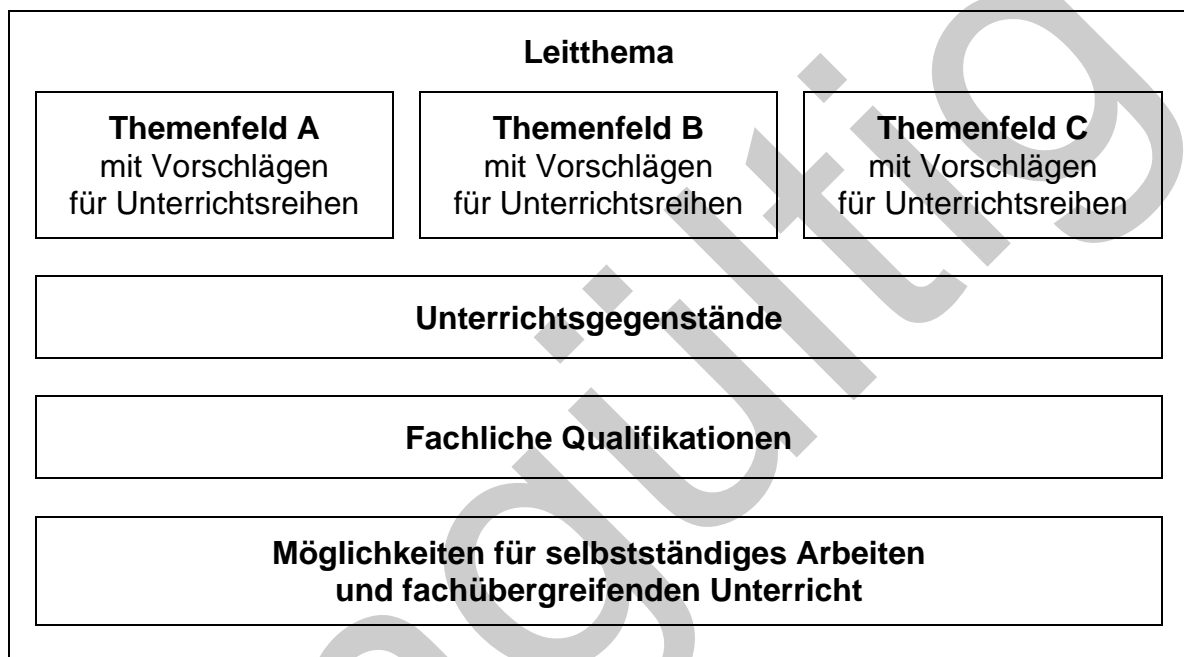 Leitthema
Themenfeld A
mit Vorschlägen
für Unterrichtsreihen
Themenfeld B
mit Vorschlägen
für Unterrichtsreihen
Themenfeld C
mit Vorschlägen
für Unterrichtsreihen
Unterrichtsgegenstände
Fachliche Qualifikationen
Möglichkeiten für selbstständiges Arbeiten
und fachübergreifenden Unterricht
gültig